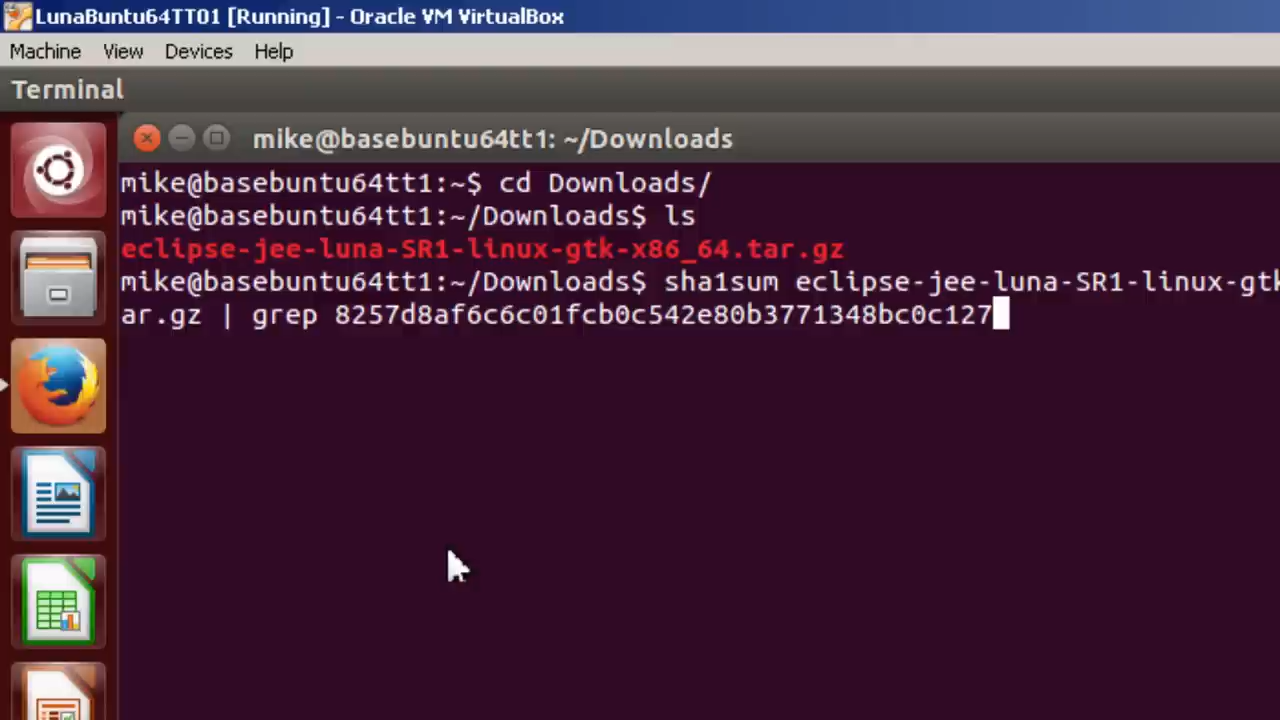 LunaBuntu64TT01 [Running] - Oracle VM VirtualBox
Machine View Devices Help
Terminal
mike@basebuntu64tt1: ~/Downloads
mike@basebuntu64tt1:~$ cd Downloads/
mike@basebuntu64tt1:~/Downloads$ ls
eclipse-jee-luna-SR1-linux-gtk-x86_64.tar.gz
mike@basebuntu64tt1:~/Downloads$ sha1sum eclipse-jee-luna-SR1-linux-gtk
ar.gz | grep 8257d8af6c6c01fcb0c542e80b3771348bc0c127